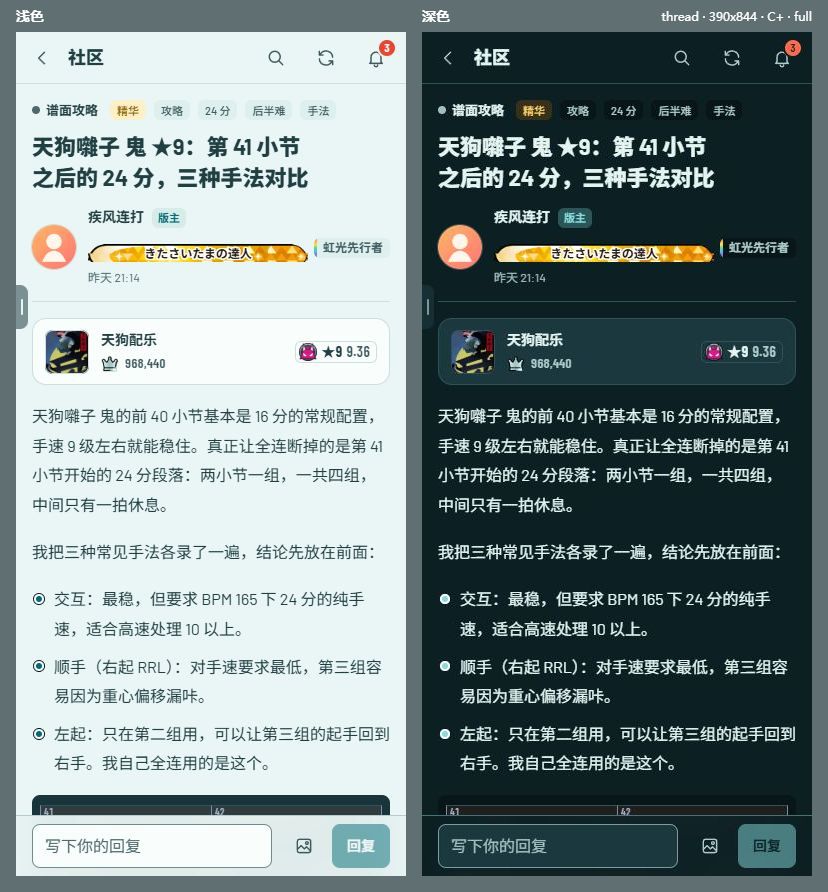 浅色
社区
3
谱面攻略 精华 攻略 24 分 后半难 手法
天狗囃子 鬼 ★9：第 41 小节
之后的 24 分，三种手法对比
疾风连打 版主
きたさいたまの達人 虹光先行者
昨天 21:14
天狗配乐
968,440
★9 9.36
天狗囃子 鬼的前 40 小节基本是 16 分的常规配置，
手速 9 级左右就能稳住。真正让全连断掉的是第 41
小节开始的 24 分段落：两小节一组，一共四组，
中间只有一拍休息。
我把三种常见手法各录了一遍，结论先放在前面：
交互：最稳，但要求 BPM 165 下 24 分的纯手
速，适合高速处理 10 以上。
顺手（右起 RRL）：对手速要求最低，第三组容
易因为重心偏移漏咔。
左起：只在第二组用，可以让第三组的起手回到
右手。我自己全连用的是这个。
41 42
写下你的回复 回复
深色 thread · 390x844 · C+ · full
社区
3
谱面攻略 精华 攻略 24 分 后半难 手法
天狗囃子 鬼 ★9：第 41 小节
之后的 24 分，三种手法对比
疾风连打 版主
きたさいたまの達人 虹光先行者
昨天 21:14
天狗配乐
968,440
★9 9.36
天狗囃子 鬼的前 40 小节基本是 16 分的常规配置，
手速 9 级左右就能稳住。真正让全连断掉的是第 41
小节开始的 24 分段落：两小节一组，一共四组，
中间只有一拍休息。
我把三种常见手法各录了一遍，结论先放在前面：
交互：最稳，但要求 BPM 165 下 24 分的纯手
速，适合高速处理 10 以上。
顺手（右起 RRL）：对手速要求最低，第三组容
易因为重心偏移漏咔。
左起：只在第二组用，可以让第三组的起手回到
右手。我自己全连用的是这个。
41 42
写下你的回复 回复